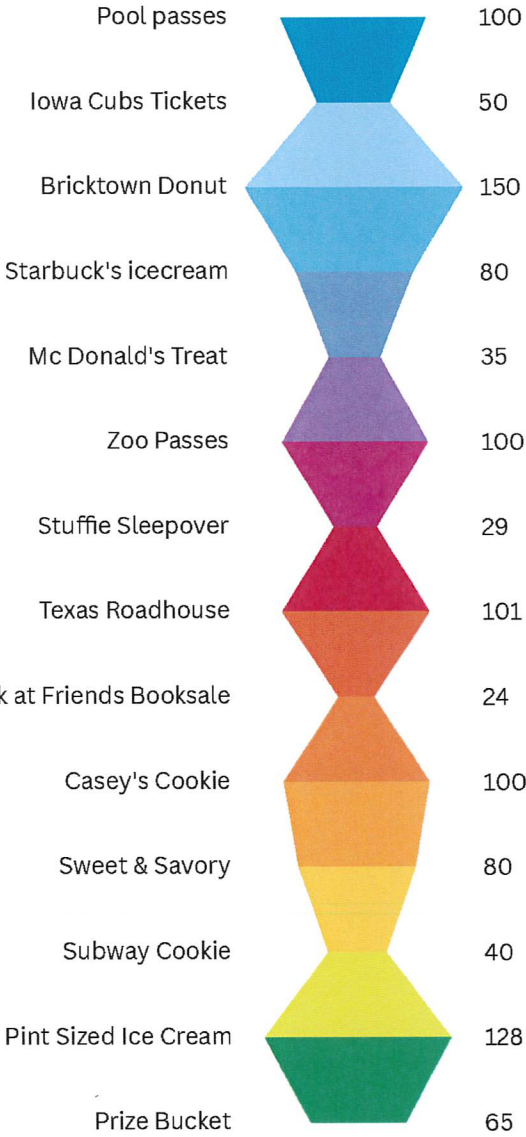 Pool passes 100
Iowa Cubs Tickets 50
Bricktown Donut 150
Starbuck's icecream 80
Mc Donald's Treat 35
Zoo Passes 100
Stuffie Sleepover 29
Texas Roadhouse 101
at Friends Booksale 24
Casey's Cookie 100
Sweet & Savory 80
Subway Cookie 40
Pint Sized Ice Cream 128
Prize Bucket 65